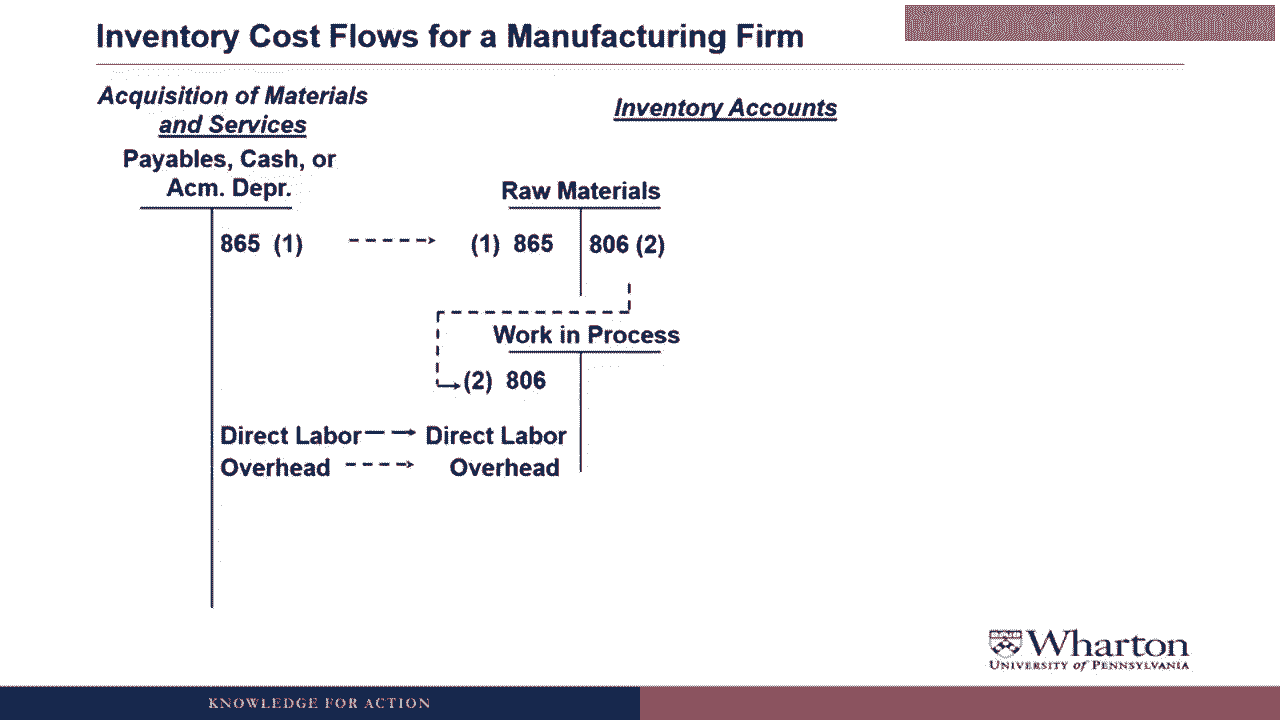 Inventory Cost Flows for a Manufacturing Firm
Acquisition of Materials
and Services
Inventory Accounts
Payables, Cash, or
Acm. Depr.
Raw Materials
865 (1)
(1) 865
806 (2)
Work in Process
(2) 806
Direct Labor
Direct Labor
Overhead
Overhead
Wharton
UNIVERSITY of PENNSYLVANIA
KNOWLEDGE FOR ACTION